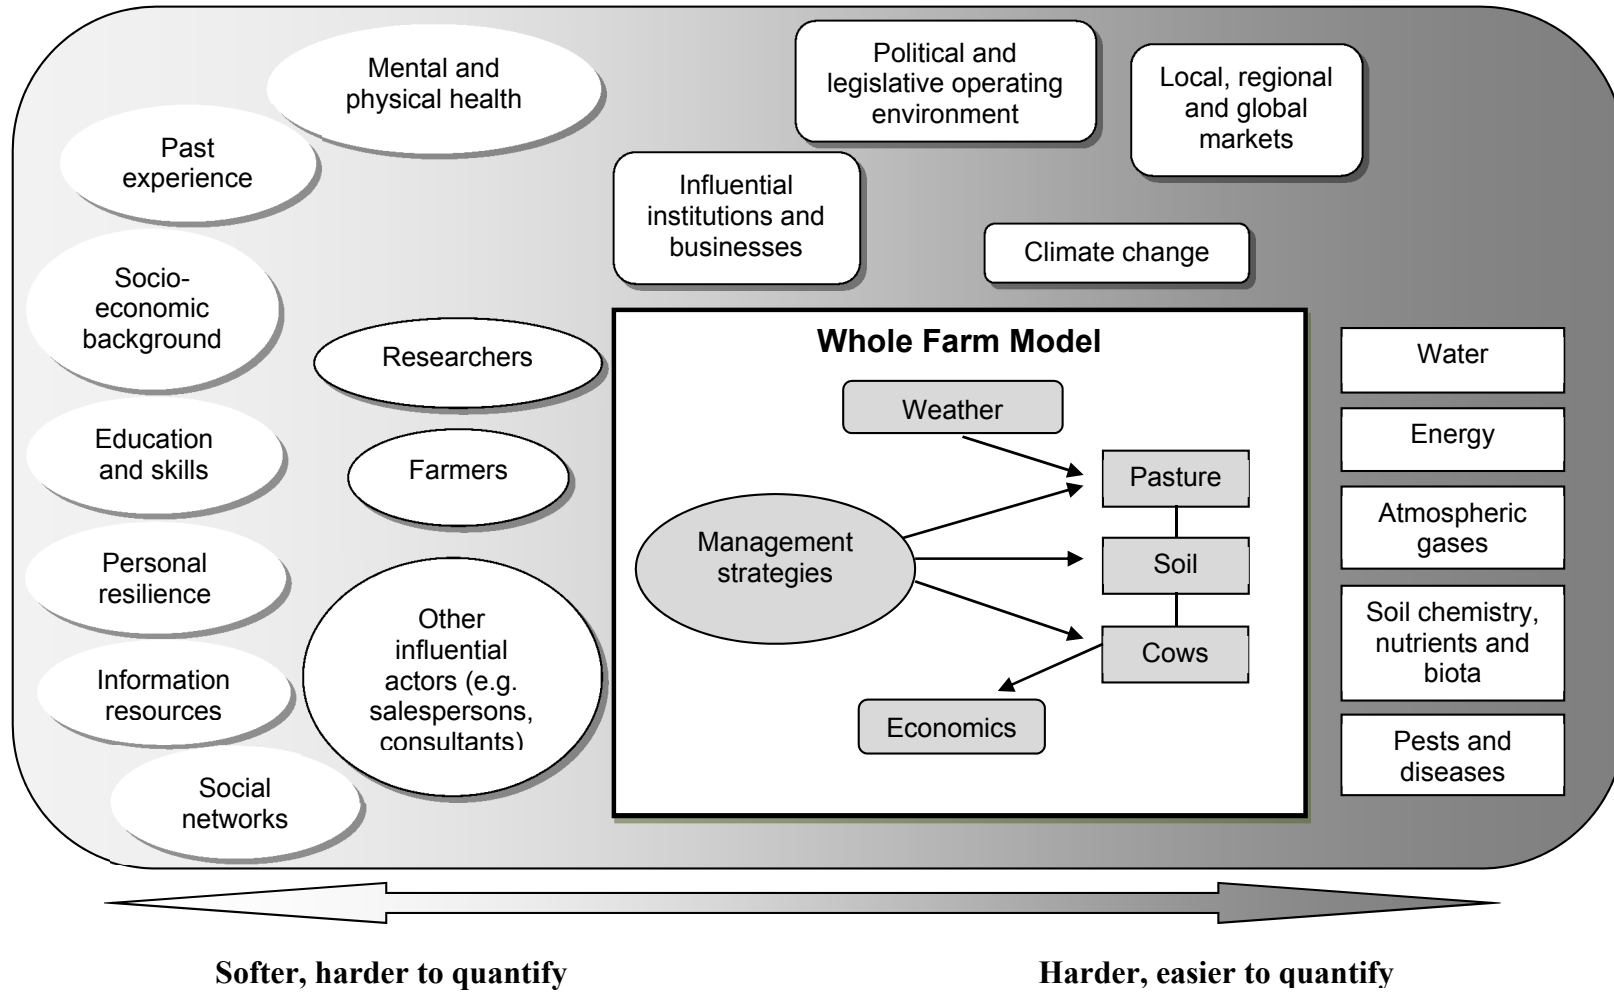 Mental and
physical health
Political and
legislative operating
environment
Local, regional
and global
markets
Past
experience
Influential
institutions and
businesses
Climate change
Socio-
economic
background
Researchers
Whole Farm Model
Water
Weather
Education
and skills
Farmers
Energy
Pasture
Management
strategies
Atmospheric
gases
Soil
Personal
resilience
Other
influential
actors (e.g.
salespersons,
consultants)
Soil chemistry,
nutrients and
biota
Cows
Information
resources
Economics
Pests and
diseases
Social
networks
Softer, harder to quantify
Harder, easier to quantify